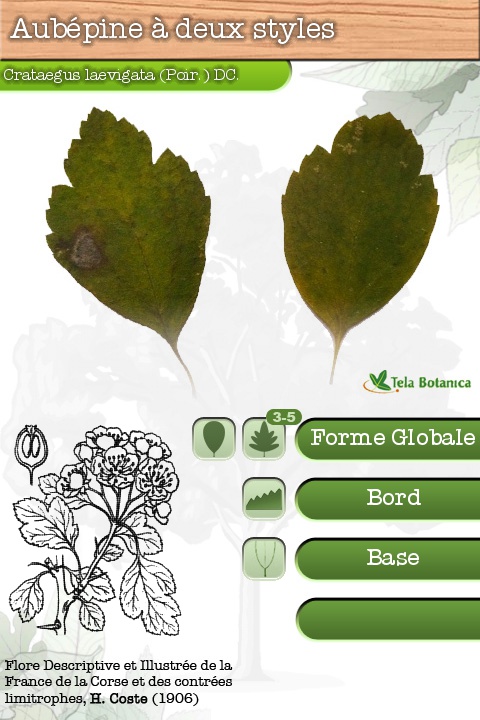 Aubépine à deux styles
Crataegus laevigata (Poir. ) DC.
Tela Botanica
3-5
Forme Globale
Bord
Base
Flore Descriptive et Illustrée de la
France de la Corse et des contrées
limitrophes, H. Coste (1906)